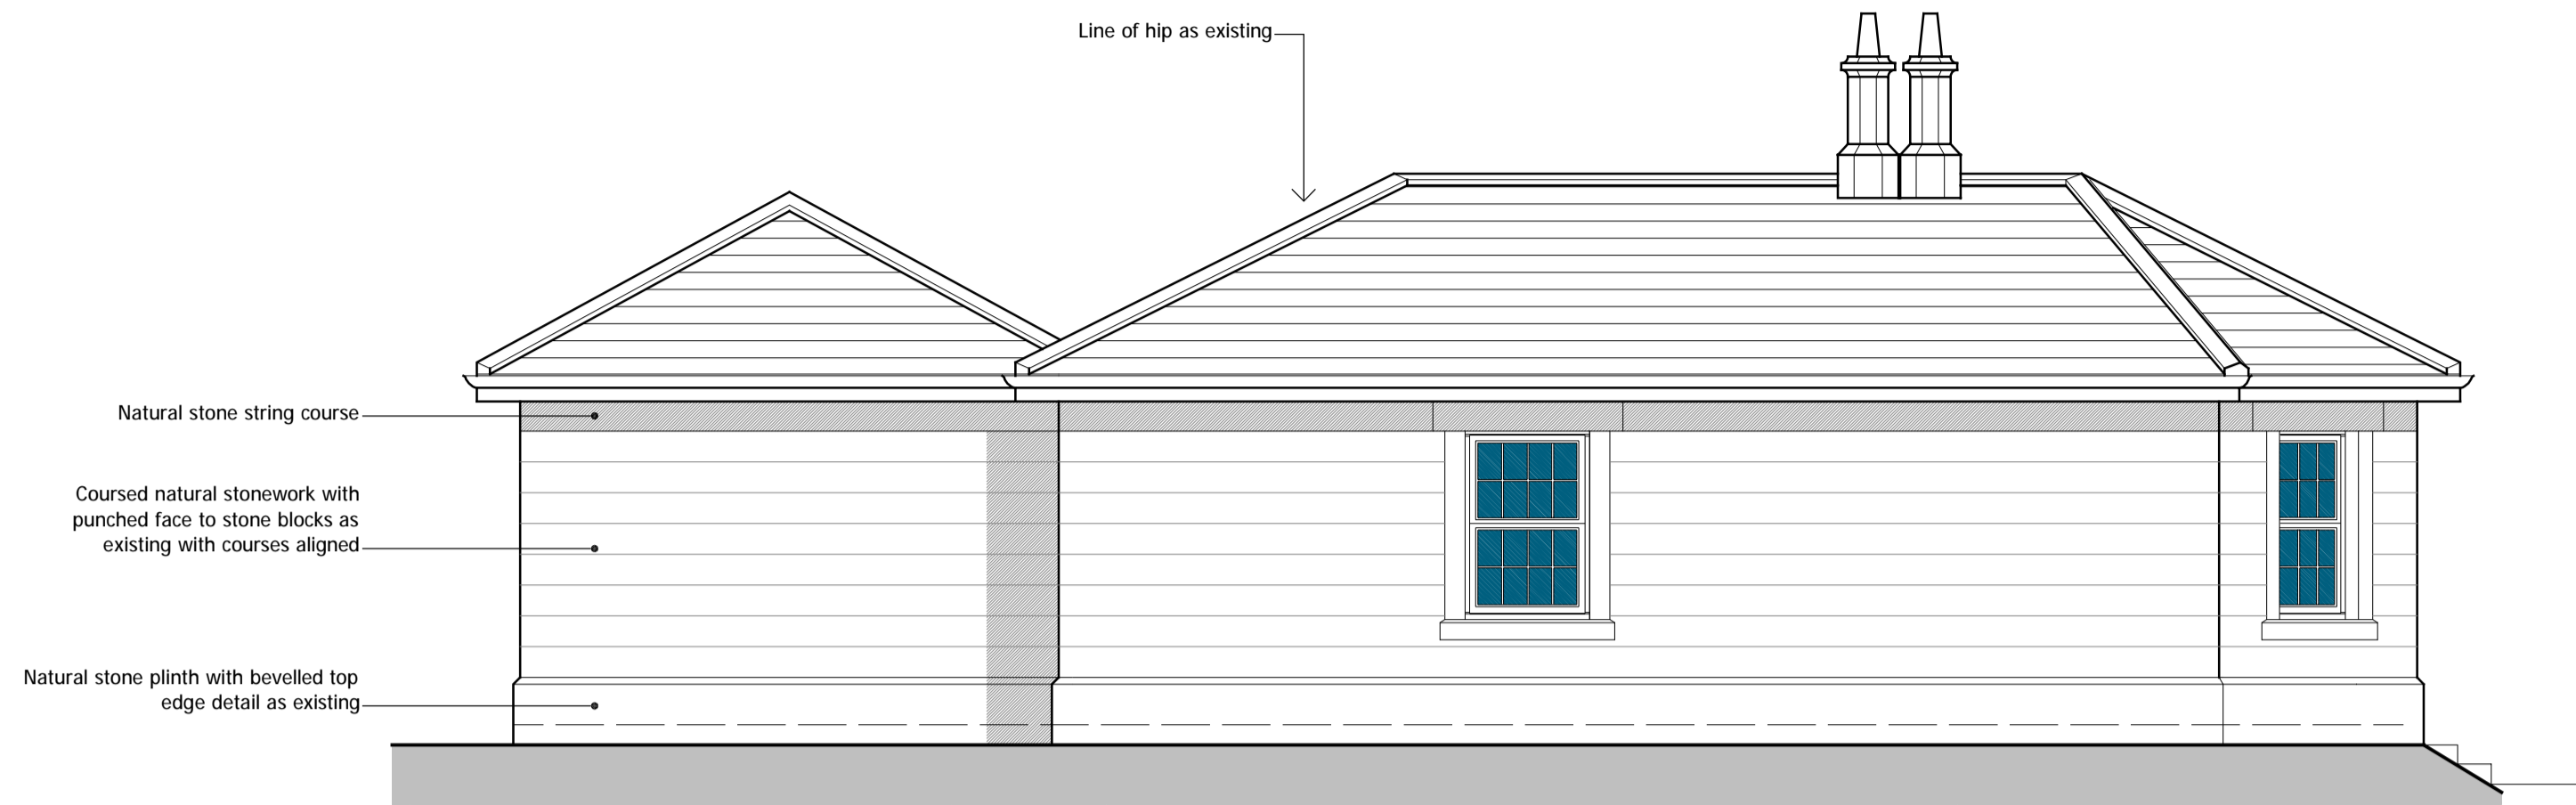 Line of hip as existing
Natural stone string course
Coursed natural stonework with
punched face to stone blocks as
existing with courses aligned
Natural stone plinth with bevelled top
edge detail as existing